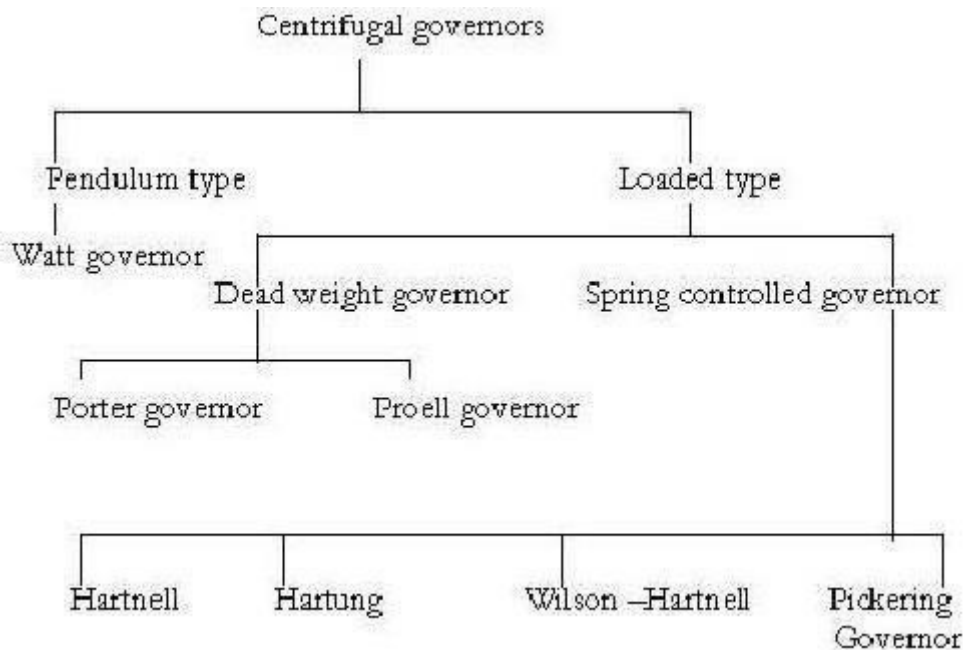 Centrifugal governors
Pendulum type
Loaded type
Watt governor
Dead weight governor
Spring controlled governor
Porter governor
Proell governor
Hartnell
Hartung
Wilson –Hartnell
Pickering
Governor